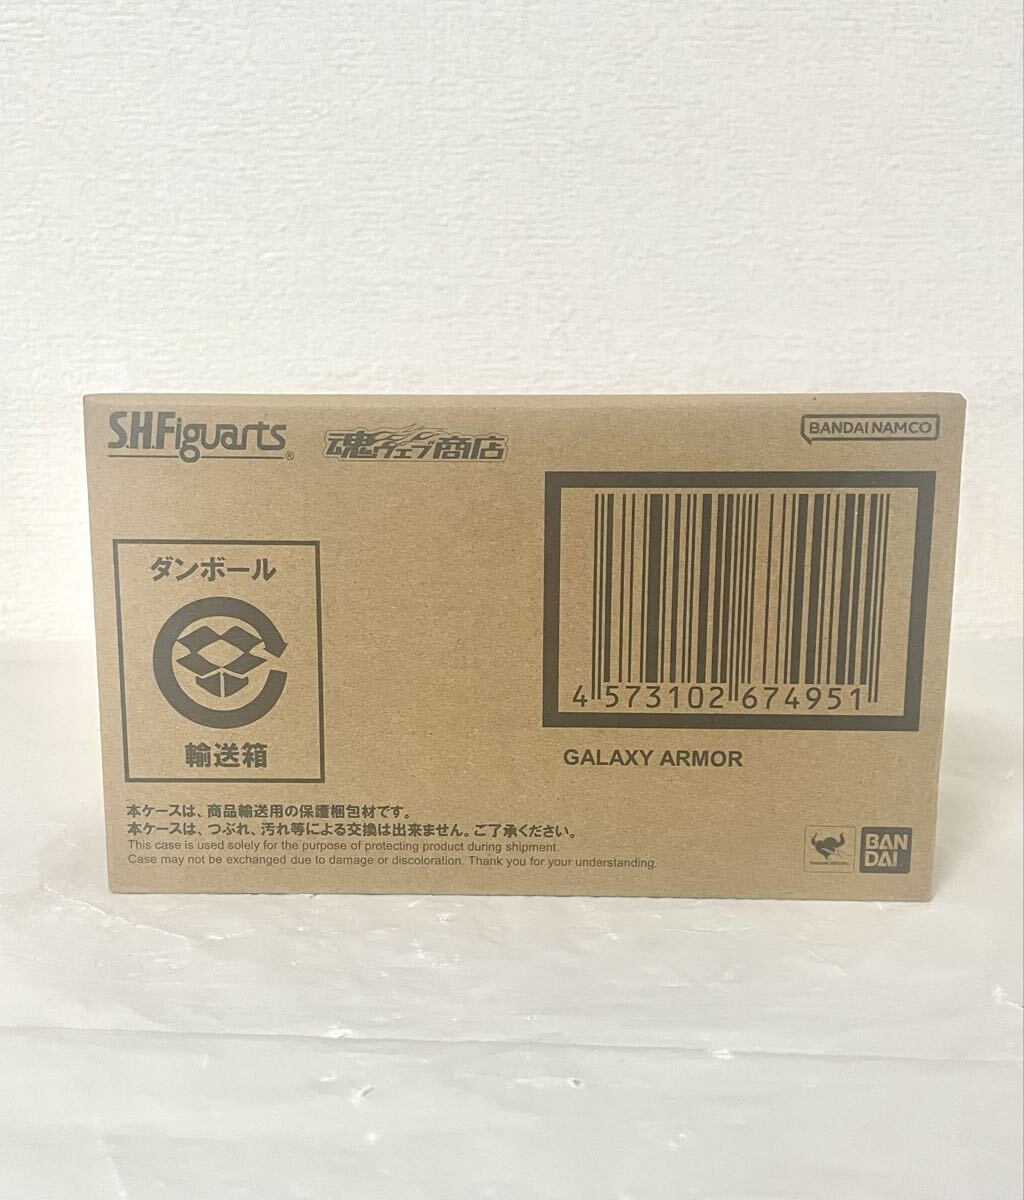 S.H.Figuarts®
魂ウェブ商店
BANDAI NAMCO
ダンボール
輸送箱
4 573102 674951
GALAXY ARMOR
本ケースは、商品輸送用の保護梱包材です。
本ケースは、つぶれ、汚れ等による交換は出来ません。ご了承ください。
This case is used solely for the purpose of protecting product during shipment.
Case may not be exchanged due to damage or discoloration. Thank you for your understanding.
BAN
DAI